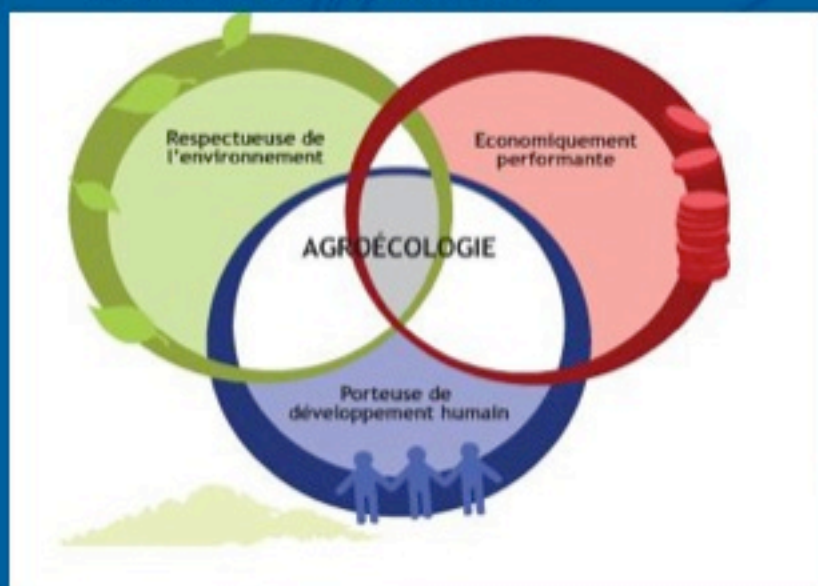 Respectueuse de
l'environnement
Economiquement
performante
AGROÉCOLOGIE
Porteuse de
développement humain